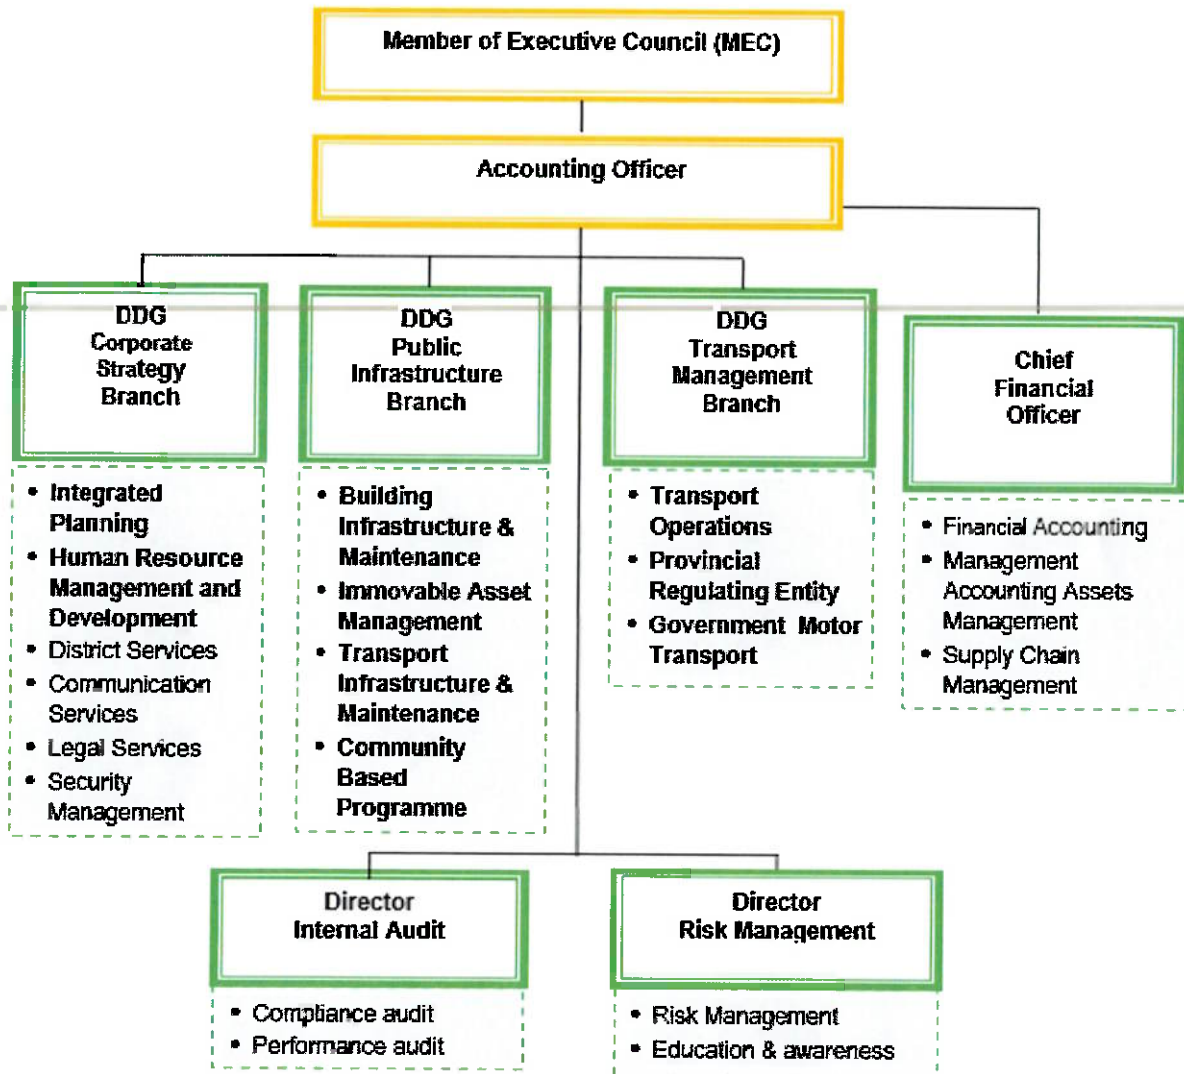 Member of Executive Council (MEC)
Accounting Officer
DDG
Corporate
Strategy
Branch
• Integrated
Planning
• Human Resource
Management and
Development
• District Services
• Communication
Services
• Legal Services
• Security
Management
DDG
Public
Infrastructure
Branch
• Building
Infrastructure &
Maintenance
• Immovable Asset
Management
• Transport
Infrastructure &
Maintenance
• Community
Based
Programme
DDG
Transport
Management
Branch
• Transport
Operations
• Provincial
Regulating Entity
• Government Motor
Transport
Chief
Financial
Officer
• Financial Accounting
• Management
Accounting Assets
Management
• Supply Chain
Management
Director
Internal Audit
• Compliance audit
• Performance audit
Director
Risk Management
• Risk Management
• Education & awareness